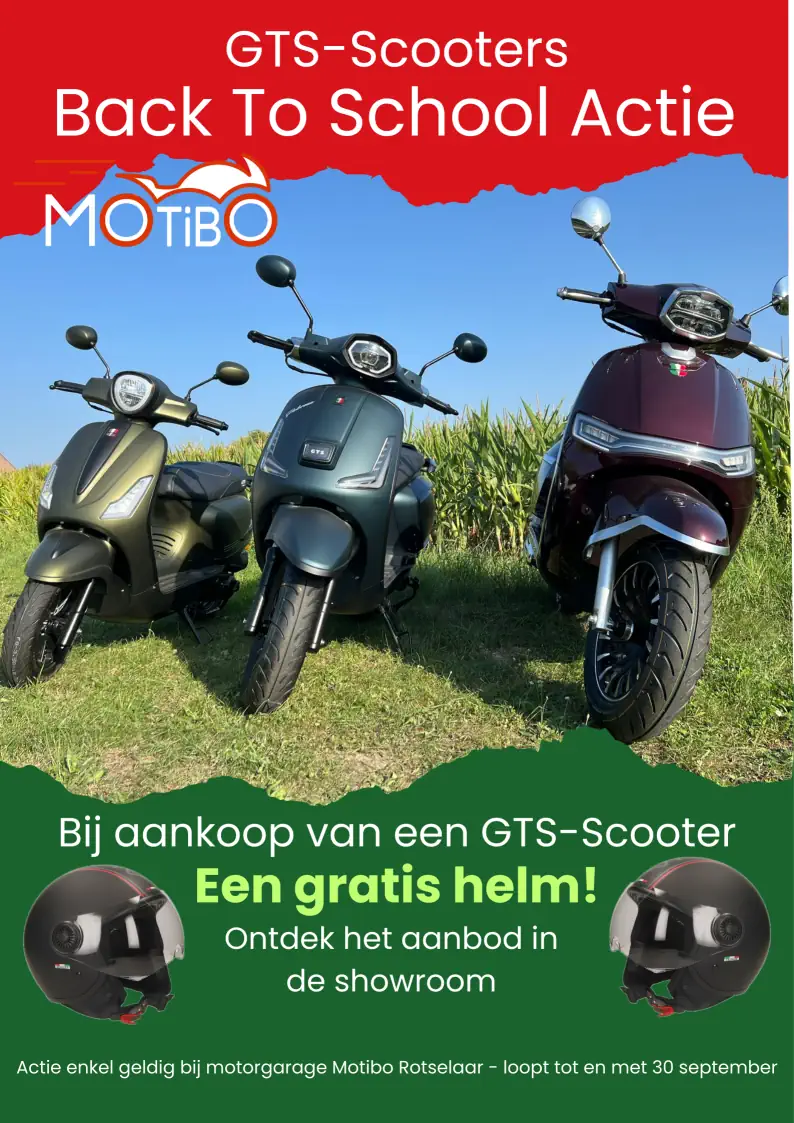 GTS-Scooters
Back To School Actie
MOTiBO
GTS
Bij aankoop van een GTS-Scooter
Een gratis helm!
Ontdek het aanbod in
de showroom
Actie enkel geldig bij motorgarage Motibo Rotselaar - loopt tot en met 30 september